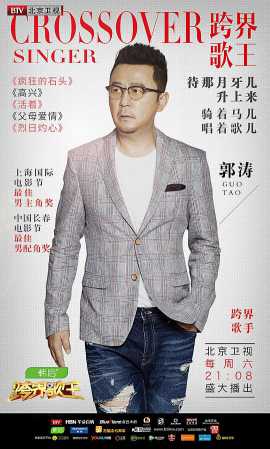 BTV 北京卫视
CROSSOVER
SINGER
跨界
歌王
《疯狂的石头》
《高兴》
《活着》
《父母爱情》
《烈日灼心》
待那月牙儿
升上来
骑着马儿
唱着歌儿
郭涛
GUO
TAO
上海国际
电影节
最佳
男主角奖
中国长春
电影节
最佳
男配角奖
跨界
歌手
北京卫视
每周六
21:08
盛大播出
韩后
跨界歌王
BTV